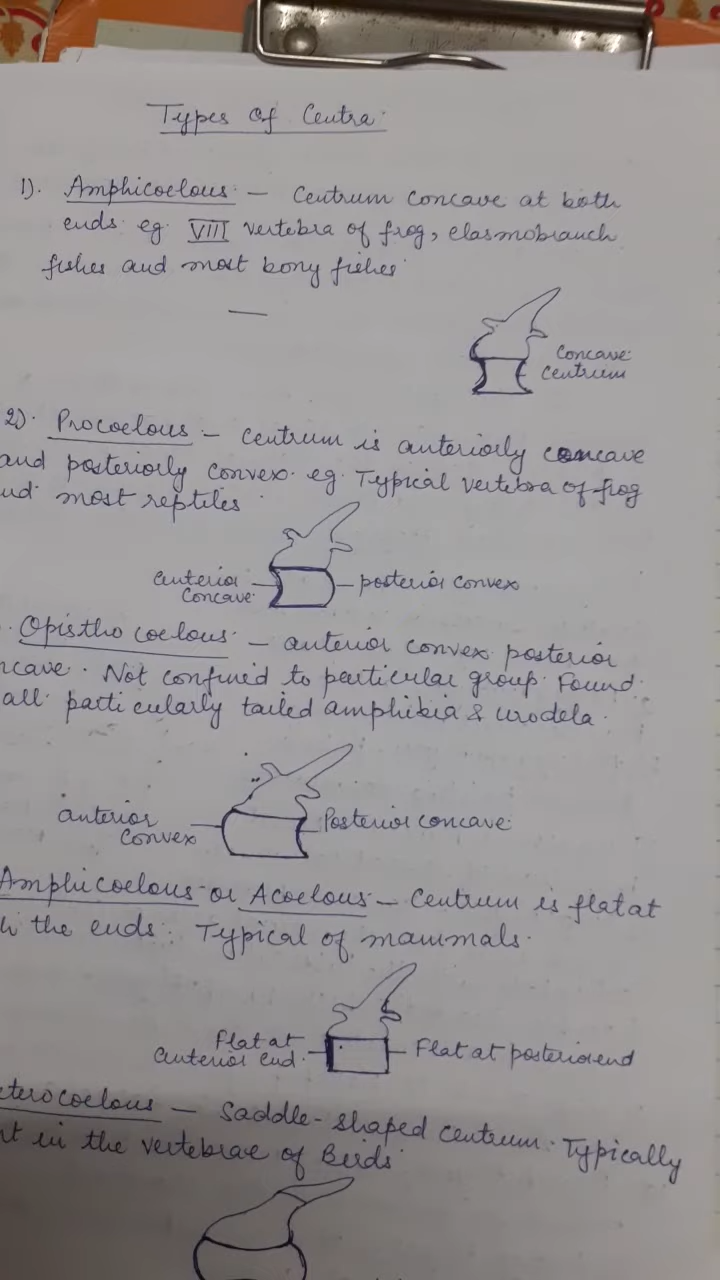 Types of Centra.
1). Amphicoelous - Centrum concave at both
ends. eg. VIII vertebra of frog, elasmobranch
fishes and most bony fishes.
Concave
Centrum
2). Procoelous - Centrum is anteriorly concave
and posteriorly convex. eg. Typical vertebra of frog
most reptiles.
anterior
concave
posterior convex
Opistho coelous - anterior convex posterior
Not confined to particular group. Found
all particularly tailed amphibia & urodela.
anterior
convex
Posterior concave
Amphicoelous or Acoelous - Centrum is flat at
the ends. Typical of mammals.
Flat at
anterior end.
Flat at posterior end
- Saddle-shaped centrum. Typically
in the vertebrae of Birds.